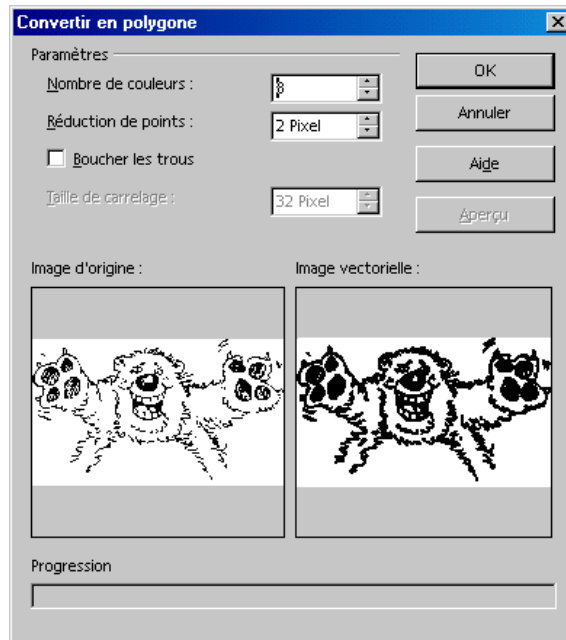 Convertir en polygone
Paramètres
Nombre de couleurs :
OK
Réduction de points :
2 Pixel
Annuler
Boucher les trous
Aide
Taille de carrelage :
32 Pixel
Aperçu
Image d'origine :
Image vectorielle :
Progression